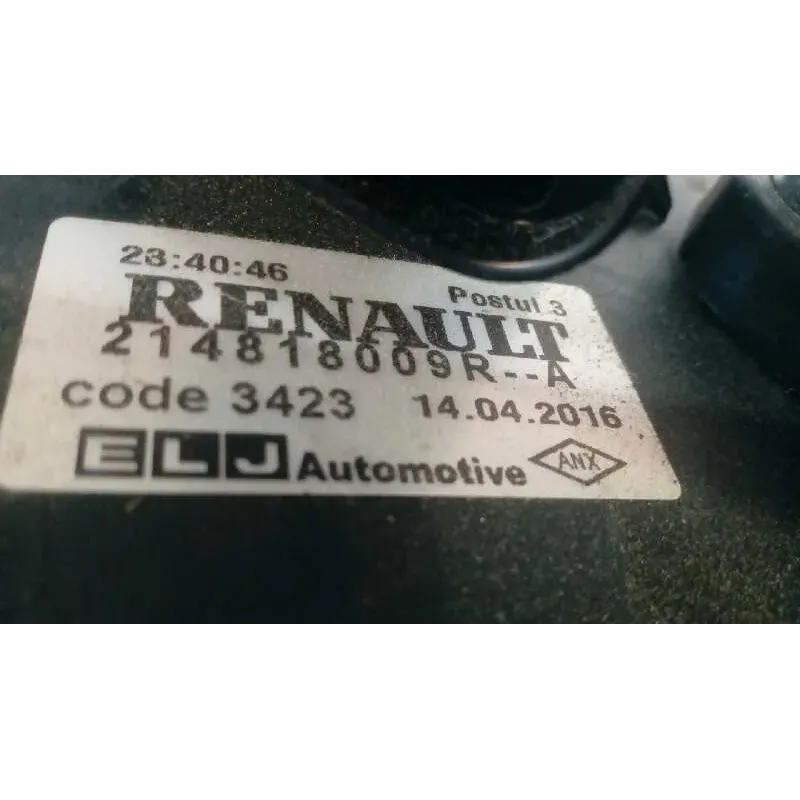 23:40:46
Postul 3
RENAULT
214818009R--A
code 3423 14.04.2016
ELJ Automotive ANX